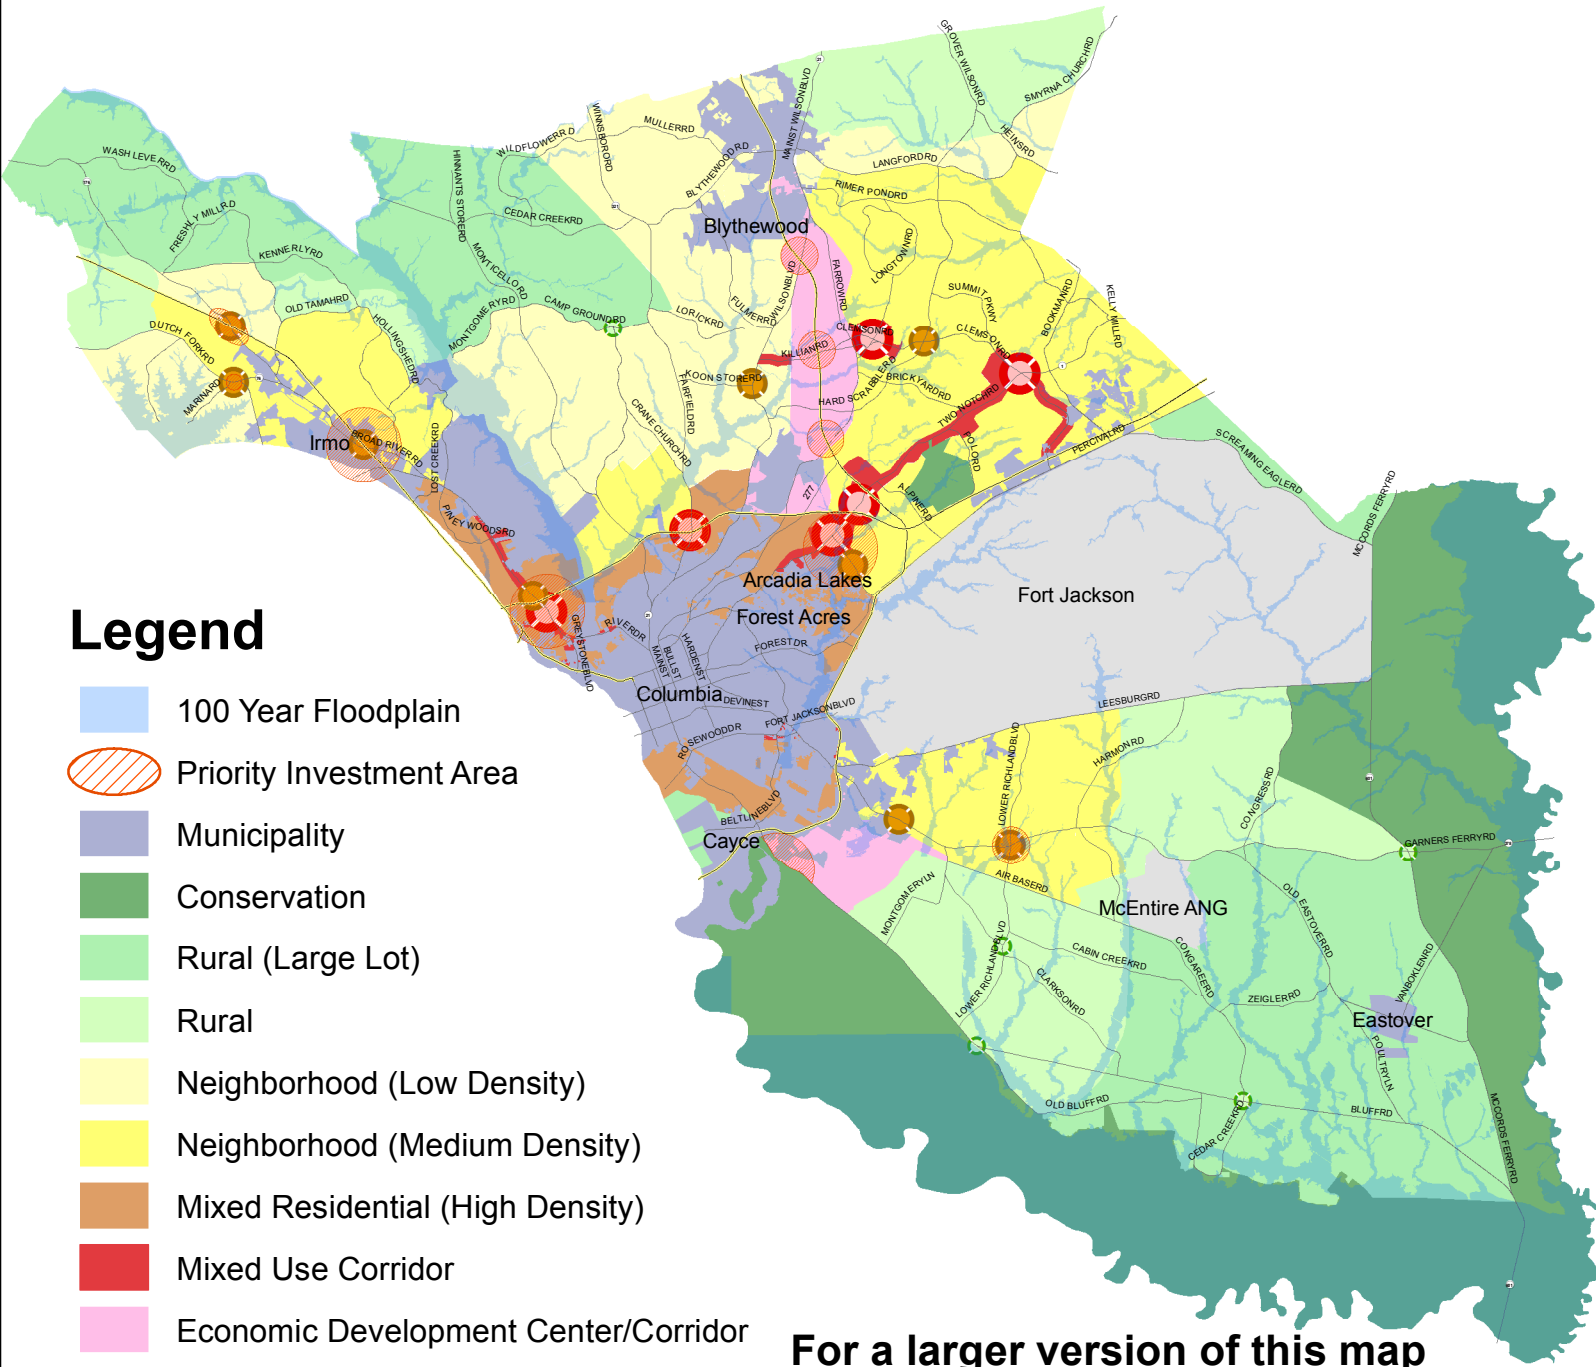 GROVER WILSONRD
SMYRNA CHURCHRD
MAINST WILSONBLVD
HEINSRD
WINNSBORORD
WILDFLOWERRD
MULLERRD
BLYTHEWOODRD
LANGFORDRD
RIMER PONDRD
WASH LEVERRD
HINNANTS STORERD
CEDAR CREEKRD
FRESHLY MILLRD
KENNERLYRD
MONTICELLORD
Blythewood
LONGTOWNRD
FARROWRD
WILSONBLVD
FULMERRD
SUMMIT PKWY
BOOKMANRD
KELLY MILLRD
OLD TAMAHRD
HOLLINGSHEDRD
MONTGOMERYRD
CAMP GROUNDRD
LORICKRD
DUTCH FORKRD
CLEMSONRD
CLEMSONRD
KILLIANRD
KOON STORERD
MARINARD
FAIRFIELDRD
HARD SCRABBLERD
BRICKYARDRD
TWO NOTCHRD
CRANE CHURCHRD
Irmo
BROAD RIVERRD
LOST CREEKRD
POLORD
PERCIVALRD
SCREAMING EAGLERD
277
ALPINERD
PINEY WOODSRD
MCCORDS FERRYRD
Arcadia Lakes
Forest Acres
Fort Jackson
GREYSTONEBLVD
RIVERDR
MAINST
BULLST
HARDENST
FORESTDR
Columbia
DEVINEST
FORT JACKSONBLVD
ROSEWOODDR
LEESBURGRD
LOWER RICHLANDBLVD
HARMONRD
CONGRESSRD
BELTLINEBLVD
Cayce
GARNERS FERRYRD
AIR BASERD
MONTGOMERYLN
McEntire ANG
OLD EASTOVERRD
LOWER RICHLANDBLVD
CABIN CREEKRD
CONGAREERD
CLARKSONRD
ZEIGLERRD
VANBOKLENRD
Eastover
POULTRYLN
OLD BLUFFRD
BLUFFRD
CEDAR CREEKRD
MCCORDS FERRYRD
Legend
100 Year Floodplain
Priority Investment Area
Municipality
Conservation
Rural (Large Lot)
Rural
Neighborhood (Low Density)
Neighborhood (Medium Density)
Mixed Residential (High Density)
Mixed Use Corridor
Economic Development Center/Corridor
For a larger version of this map